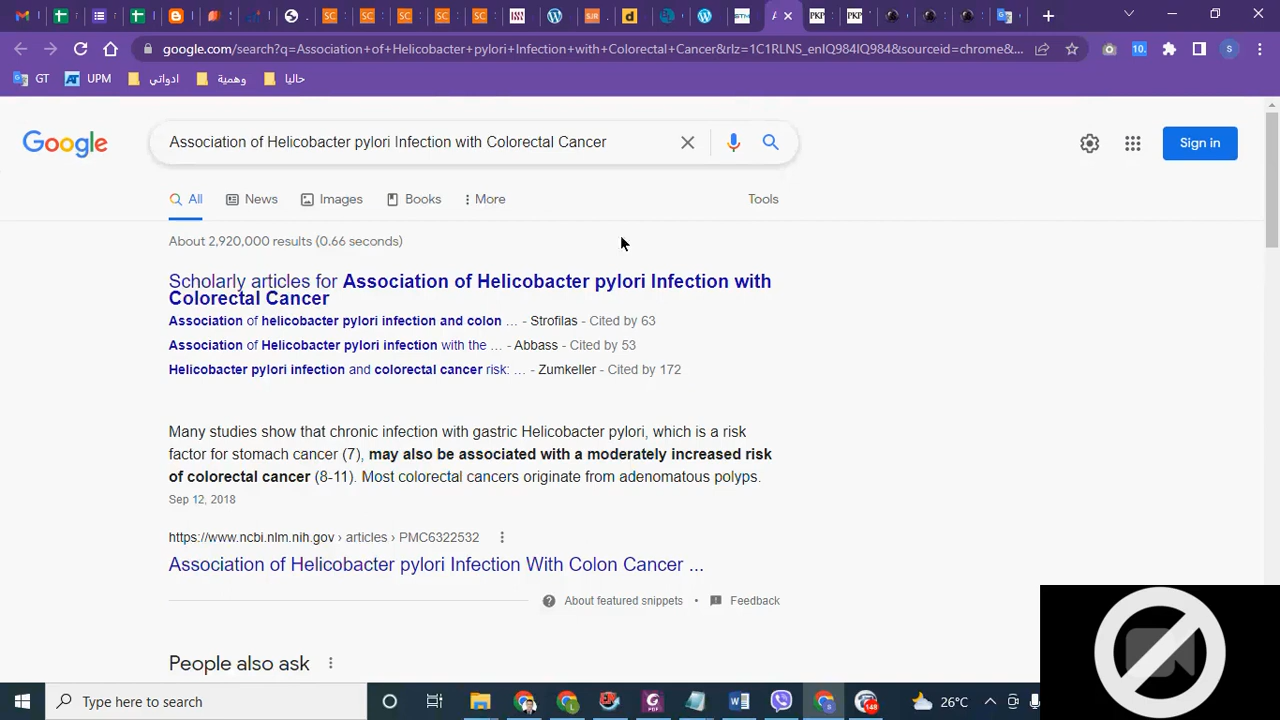 google.com/search?q=Association+of+Helicobacter+pylori+Infection+with+Colorectal+Cancer&rlz=1C1RLNS_enIQ984IQ984&sourceid=chrome&...
GT
UPM
ادواتي
وهمية
حاليا
Google
Association of Helicobacter pylori Infection with Colorectal Cancer
Sign in
All
News
Images
Books
More
Tools
About 2,920,000 results (0.66 seconds)
Scholarly articles for Association of Helicobacter pylori Infection with
Colorectal Cancer
Association of helicobacter pylori infection and colon ... - Strofilas - Cited by 63
Association of Helicobacter pylori infection with the ... - Abbass - Cited by 53
Helicobacter pylori infection and colorectal cancer risk: ... - Zumkeller - Cited by 172
Many studies show that chronic infection with gastric Helicobacter pylori, which is a risk
factor for stomach cancer (7), may also be associated with a moderately increased risk
of colorectal cancer (8-11). Most colorectal cancers originate from adenomatous polyps.
Sep 12, 2018
https://www.ncbi.nlm.nih.gov › articles › PMC6322532
Association of Helicobacter pylori Infection With Colon Cancer ...
About featured snippets • Feedback
People also ask
Type here to search
148
26°C